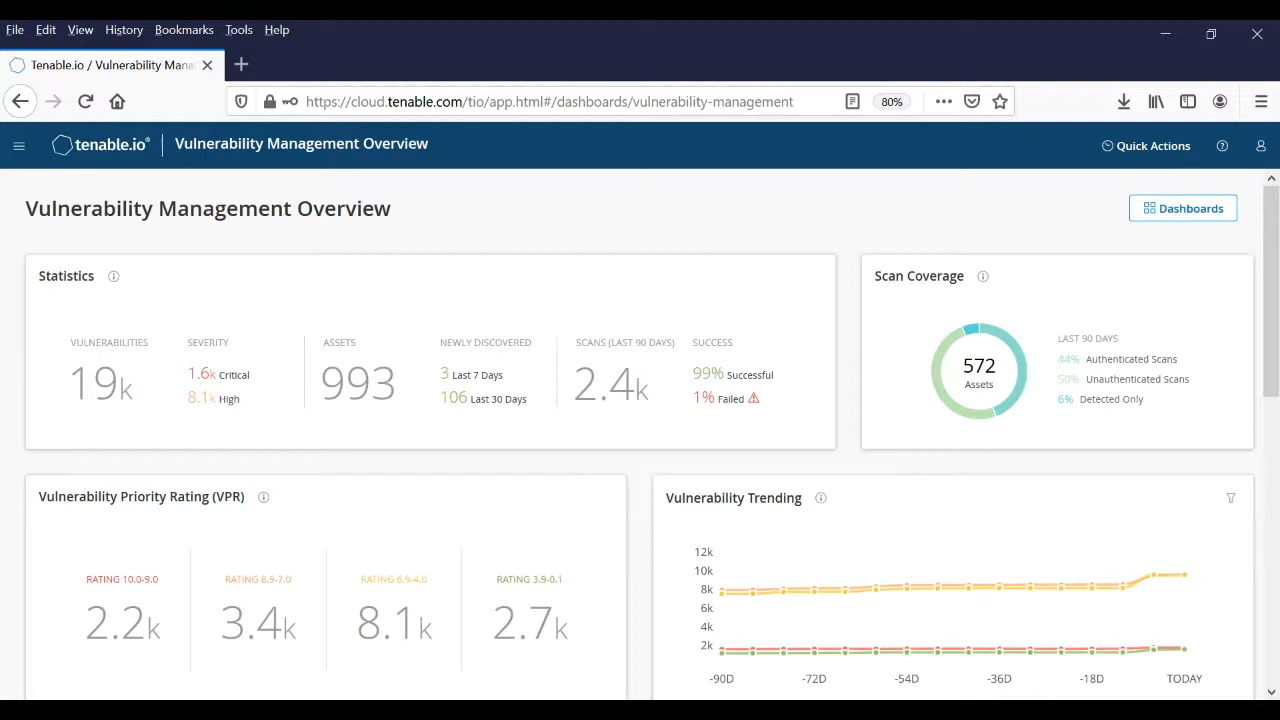 File Edit View History Bookmarks Tools Help
Tenable.io / Vulnerability Mana
https://cloud.tenable.com/tio/app.html#/dashboards/vulnerability-management
80%
tenable.io® Vulnerability Management Overview
Quick Actions
Vulnerability Management Overview
Dashboards
Statistics
VULNERABILITIES
19k
SEVERITY
1.6k Critical
8.1k High
ASSETS
993
NEWLY DISCOVERED
3 Last 7 Days
106 Last 30 Days
SCANS (LAST 90 DAYS)
2.4k
SUCCESS
99% Successful
1% Failed
Scan Coverage
572
Assets
LAST 90 DAYS
44% Authenticated Scans
50% Unauthenticated Scans
6% Detected Only
Vulnerability Priority Rating (VPR)
RATING 10.0-9.0
2.2k
RATING 8.9-7.0
3.4k
RATING 6.9-4.0
8.1k
RATING 3.9-0.1
2.7k
Vulnerability Trending
12k
10k
8k
6k
4k
2k
-90D -72D -54D -36D -18D TODAY